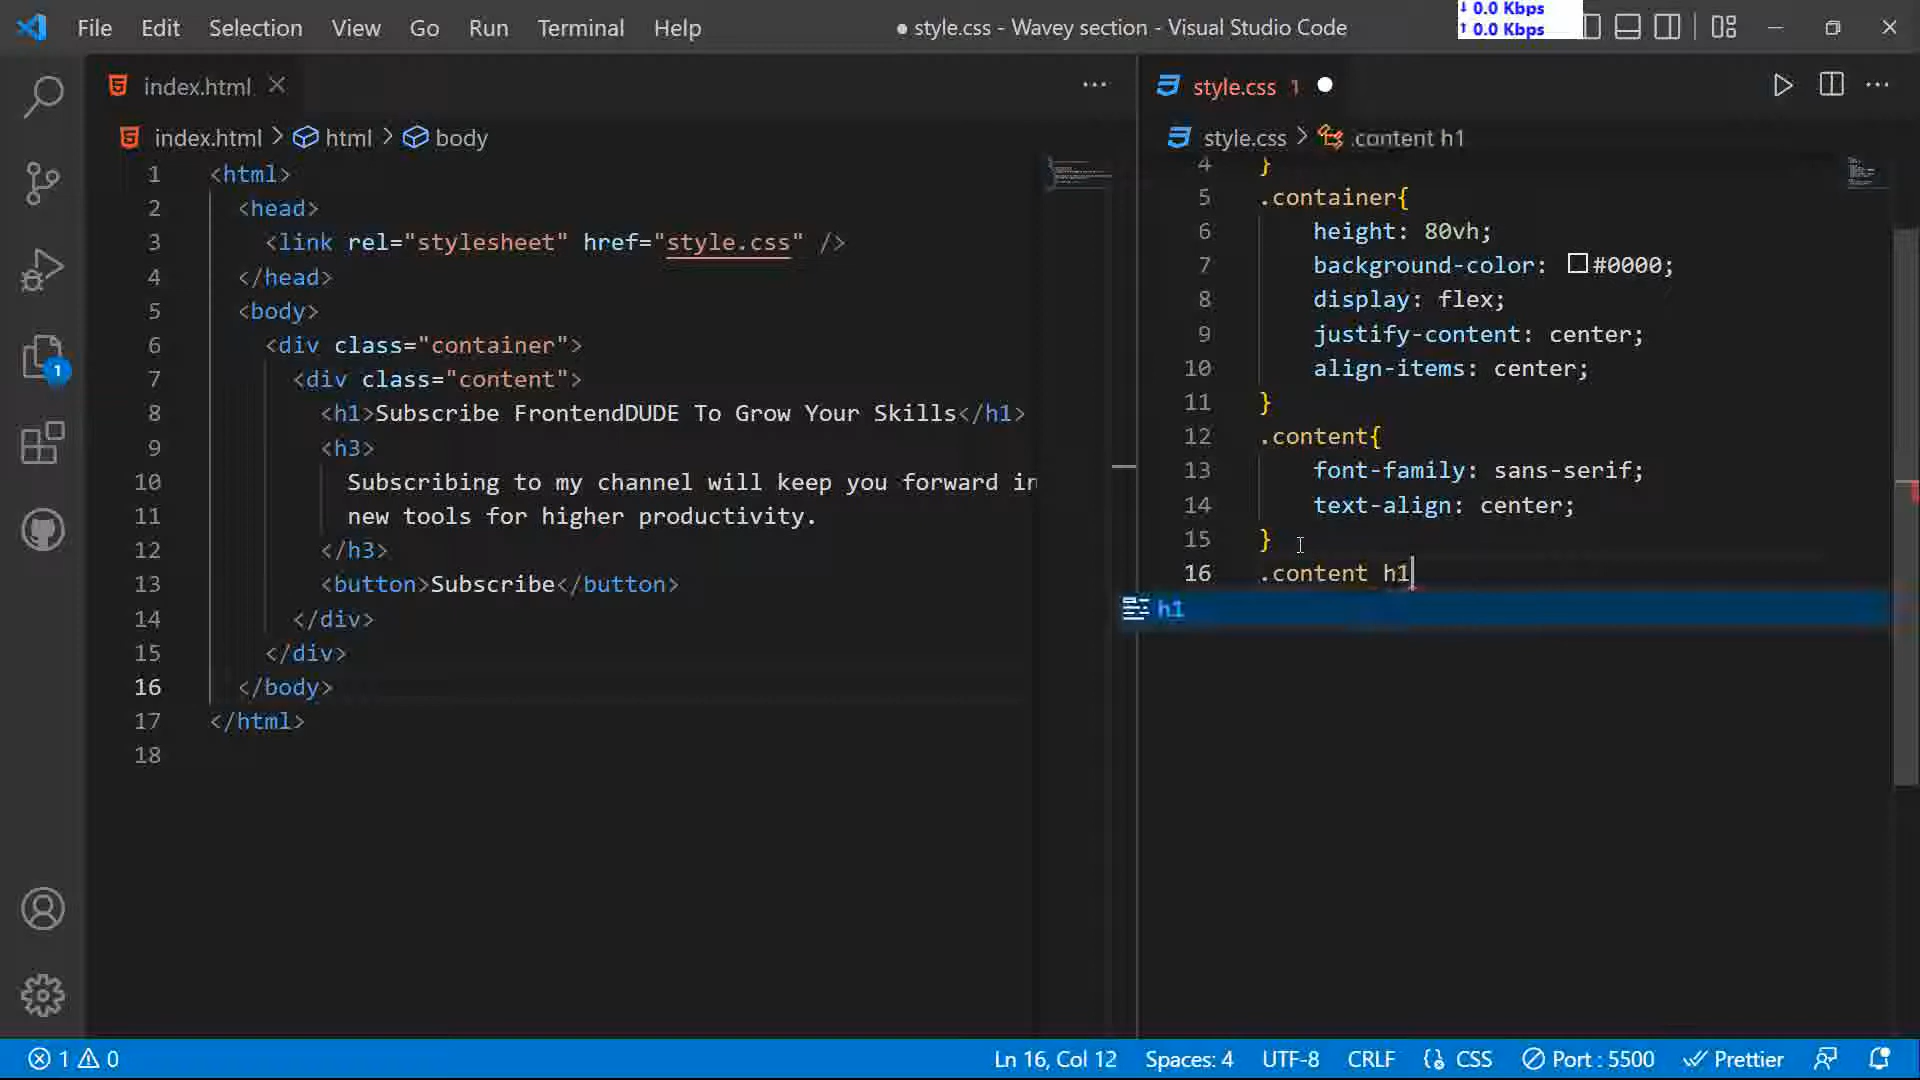 File Edit Selection View Go Run Terminal Help
● style.css - Wavey section - Visual Studio Code
↓ 0.0 Kbps
↑ 0.0 Kbps
index.html
index.html > html > body
1 <html>
2 <head>
3 <link rel="stylesheet" href="style.css" />
4 </head>
5 <body>
6 <div class="container">
7 <div class="content">
8 <h1>Subscribe FrontendDUDE To Grow Your Skills</h1>
9 <h3>
10 Subscribing to my channel will keep you forward in
11 new tools for higher productivity.
12 </h3>
13 <button>Subscribe</button>
14 </div>
15 </div>
16 </body>
17 </html>
18
style.css 1 ●
style.css > .content h1
4 }
5 .container{
6 height: 80vh;
7 background-color: #0000;
8 display: flex;
9 justify-content: center;
10 align-items: center;
11 }
12 .content{
13 font-family: sans-serif;
14 text-align: center;
15 }
16 .content h1
h1
1
1 0
Ln 16, Col 12 Spaces: 4 UTF-8 CRLF {} CSS Port : 5500 Prettier